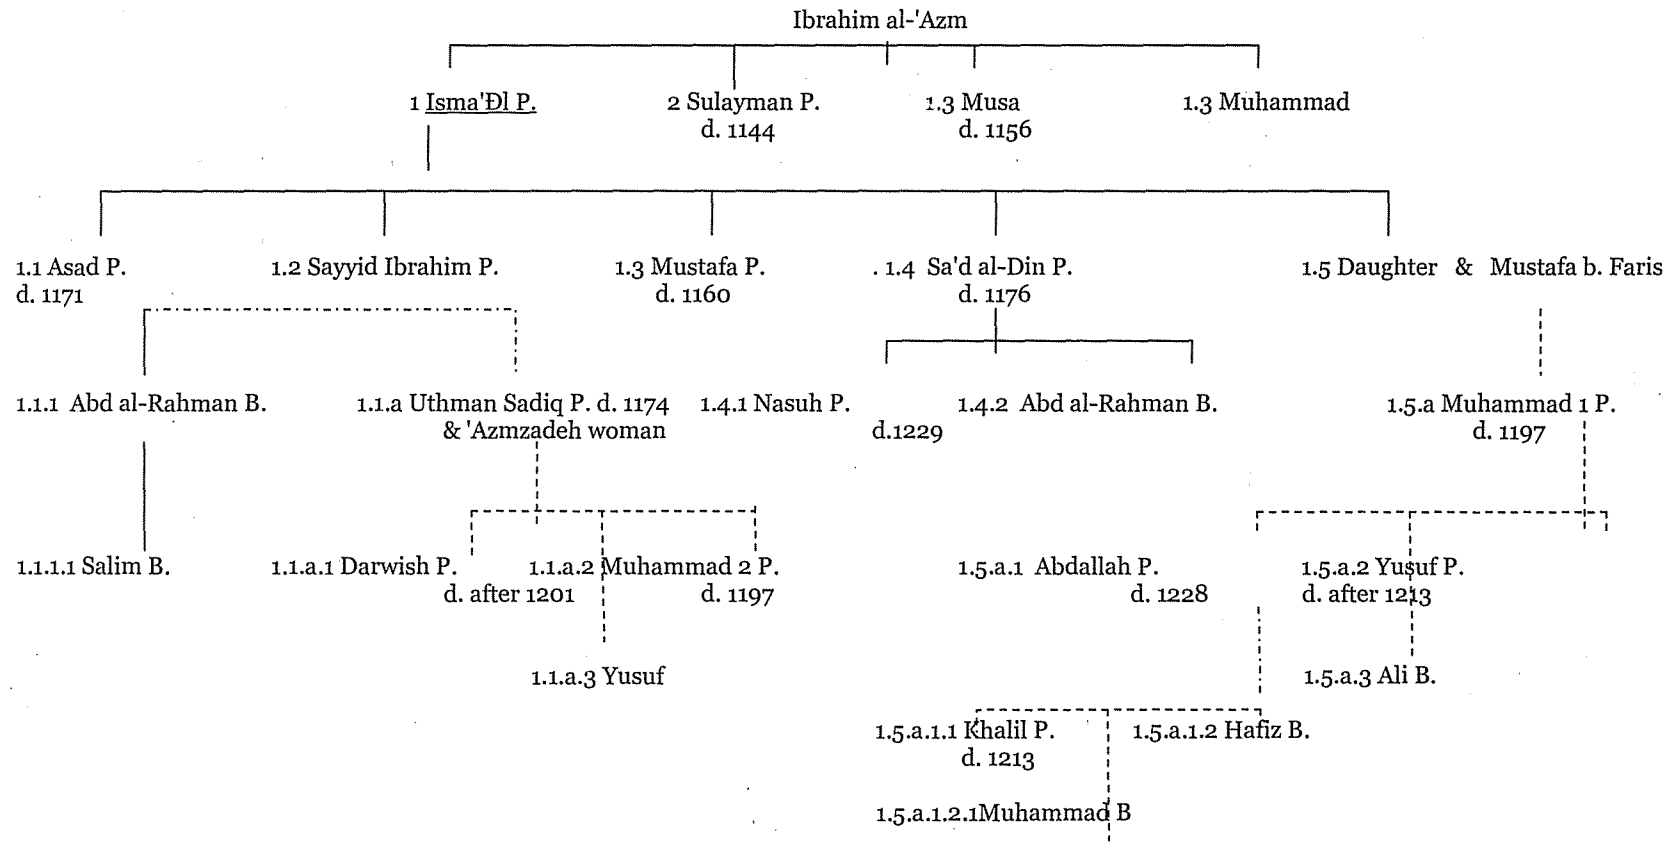 Ibrahim al-'Azm
1 Isma'Ðl P. 2 Sulayman P. 1.3 Musa 1.3 Muhammad
d. 1144 d. 1156
1.1 Asad P. 1.2 Sayyid Ibrahim P. 1.3 Mustafa P. . 1.4 Sa'd al-Din P. 1.5 Daughter & Mustafa b. Faris
d. 1171 d. 1160 d. 1176
1.1.1 Abd al-Rahman B. 1.1.a Uthman Sadiq P. d. 1174 1.4.1 Nasuh P. 1.4.2 Abd al-Rahman B. 1.5.a Muhammad 1 P.
& 'Azmzadeh woman d.1229 d. 1197
1.1.1.1 Salim B. 1.1.a.1 Darwish P. 1.1.a.2 Muhammad 2 P. 1.5.a.1 Abdallah P. 1.5.a.2 Yusuf P.
d. after 1201 d. 1197 d. 1228 d. after 1213
1.1.a.3 Yusuf 1.5.a.3 Ali B.
1.5.a.1.1 Khalil P. 1.5.a.1.2 Hafiz B.
d. 1213
1.5.a.1.2.1Muhammad B